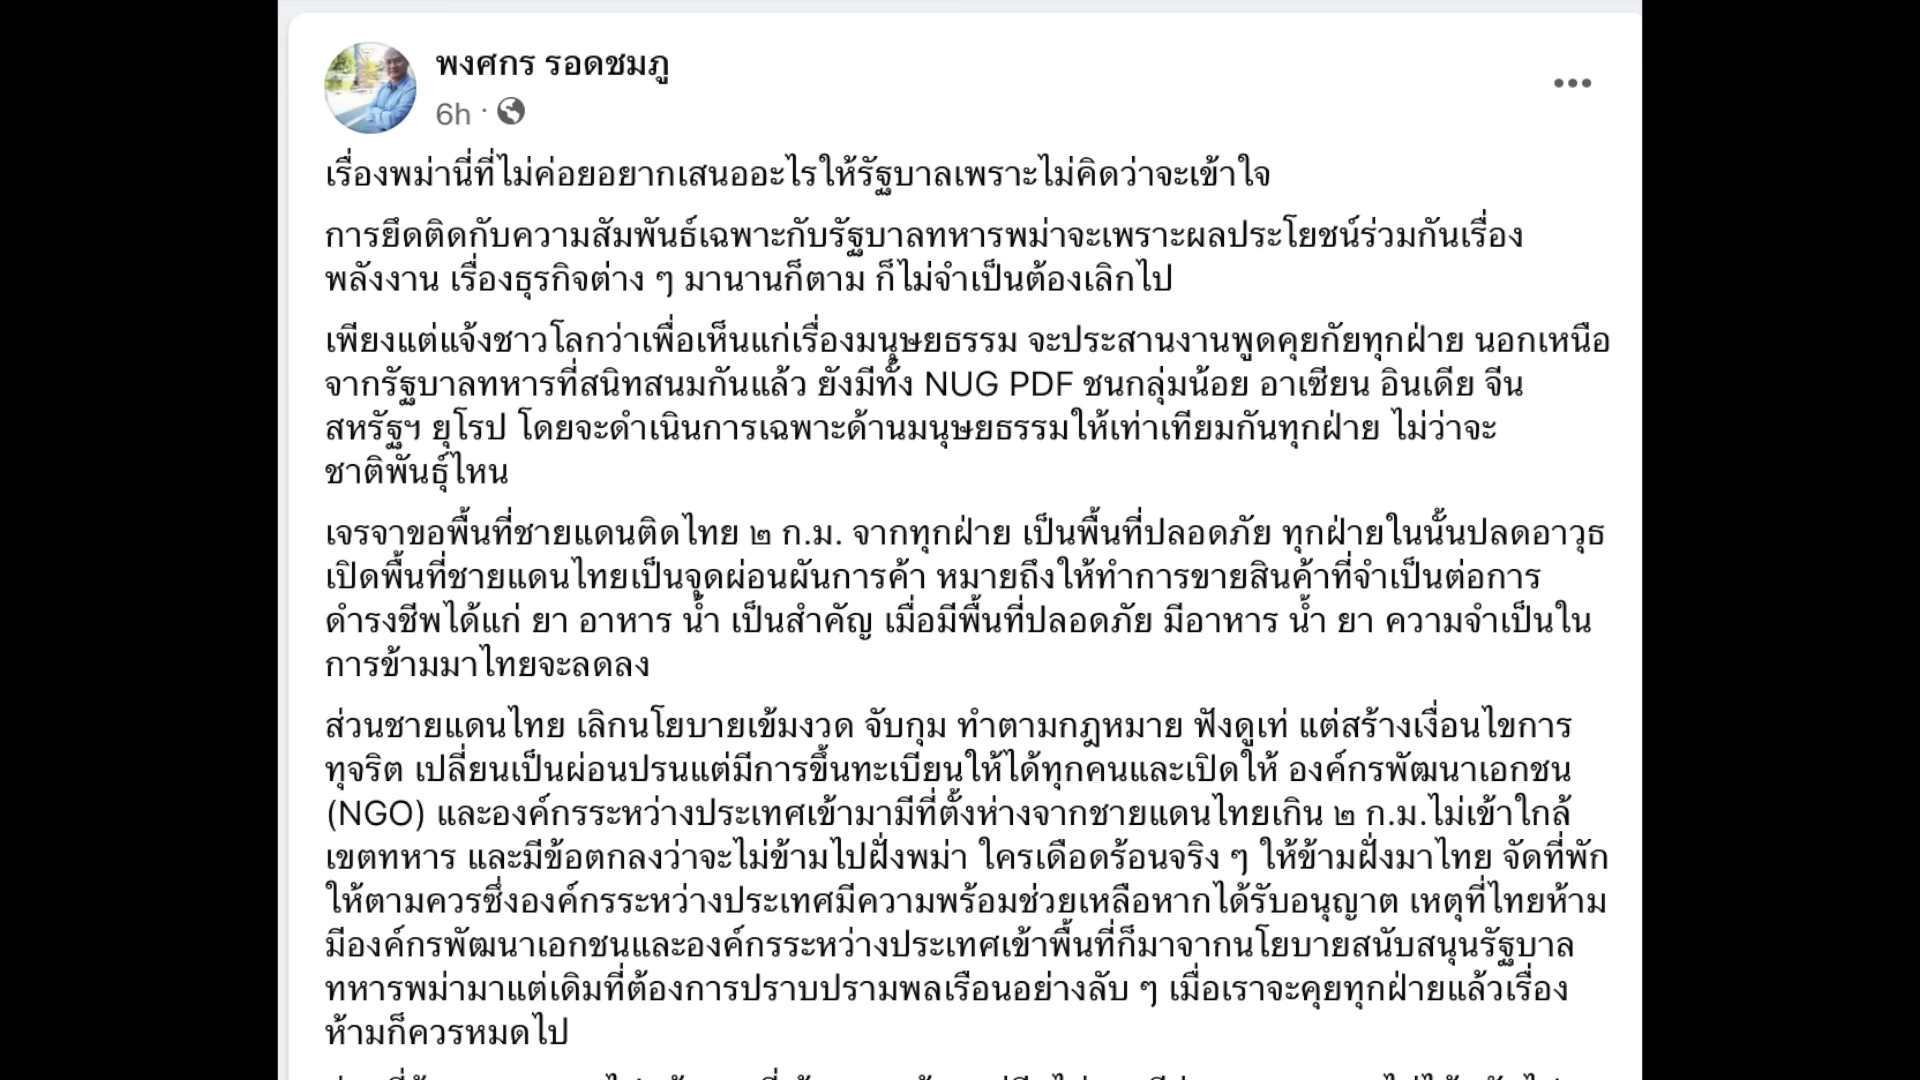 พงศกร รอดชมภู
6h ·
เรื่องพม่านี่ที่ไม่ค่อยอยากเสนออะไรให้รัฐบาลเพราะไม่คิดว่าจะเข้าใจ
การยึดติดกับความสัมพันธ์เฉพาะกับรัฐบาลทหารพม่าจะเพราะผลประโยชน์ร่วมกันเรื่อง
พลังงาน เรื่องธุรกิจต่าง ๆ มานานก็ตาม ก็ไม่จำเป็นต้องเลิกไป
เพียงแต่แจ้งชาวโลกว่าเพื่อเห็นแก่เรื่องมนุษยธรรม จะประสานงานพูดคุยกัยทุกฝ่าย นอกเหนือ
จากรัฐบาลทหารที่สนิทสนมกันแล้ว ยังมีทั้ง NUG PDF ชนกลุ่มน้อย อาเซียน อินเดีย จีน
สหรัฐฯ ยุโรป โดยจะดำเนินการเฉพาะด้านมนุษยธรรมให้เท่าเทียมกันทุกฝ่าย ไม่ว่าจะ
ชาติพันธุ์ไหน
เจรจาขอพื้นที่ชายแดนติดไทย ๒ ก.ม. จากทุกฝ่าย เป็นพื้นที่ปลอดภัย ทุกฝ่ายในนั้นปลดอาวุธ
เปิดพื้นที่ชายแดนไทยเป็นจุดผ่อนผันการค้า หมายถึงให้ทำการขายสินค้าที่จำเป็นต่อการ
ดำรงชีพได้แก่ ยา อาหาร น้ำ เป็นสำคัญ เมื่อมีพื้นที่ปลอดภัย มีอาหาร น้ำ ยา ความจำเป็นใน
การข้ามมาไทยจะลดลง
ส่วนชายแดนไทย เลิกนโยบายเข้มงวด จับกุม ทำตามกฎหมาย ฟังดูเท่ แต่สร้างเงื่อนไขการ
ทุจริต เปลี่ยนเป็นผ่อนปรนแต่มีการขึ้นทะเบียนให้ได้ทุกคนและเปิดให้ องค์กรพัฒนาเอกชน
(NGO) และองค์กรระหว่างประเทศเข้ามามีที่ตั้งห่างจากชายแดนไทยเกิน ๒ ก.ม.ไม่เข้าใกล้
เขตทหาร และมีข้อตกลงว่าจะไม่ข้ามไปฝั่งพม่า ใครเดือดร้อนจริง ๆ ให้ข้ามฝั่งมาไทย จัดที่พัก
ให้ตามควรซึ่งองค์กรระหว่างประเทศมีความพร้อมช่วยเหลือหากได้รับอนุญาต เหตุที่ไทยห้าม
มีองค์กรพัฒนาเอกชนและองค์กรระหว่างประเทศเข้าพื้นที่ก็มาจากนโยบายสนับสนุนรัฐบาล
ทหารพม่ามาแต่เดิมที่ต้องการปราบปรามพลเรือนอย่างลับ ๆ เมื่อเราจะคุยทุกฝ่ายแล้วเรื่อง
ห้ามก็ควรหมดไป